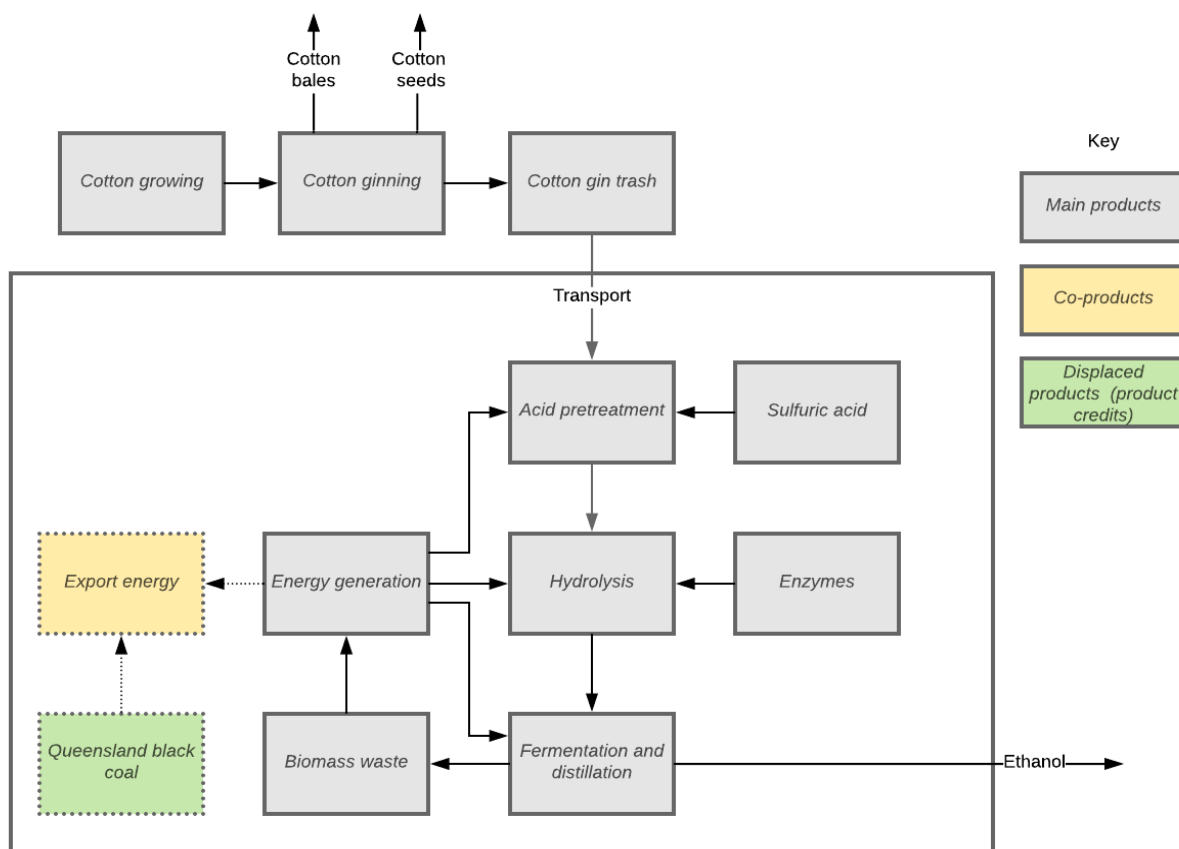 Cotton
bales
Cotton
seeds
Cotton growing
Cotton ginning
Cotton gin trash
Key
Main products
Transport
Co-products
Acid pretreatment
Sulfuric acid
Displaced
products (product
credits)
Export energy
Energy generation
Hydrolysis
Enzymes
Queensland black
coal
Biomass waste
Fermentation and
distillation
Ethanol